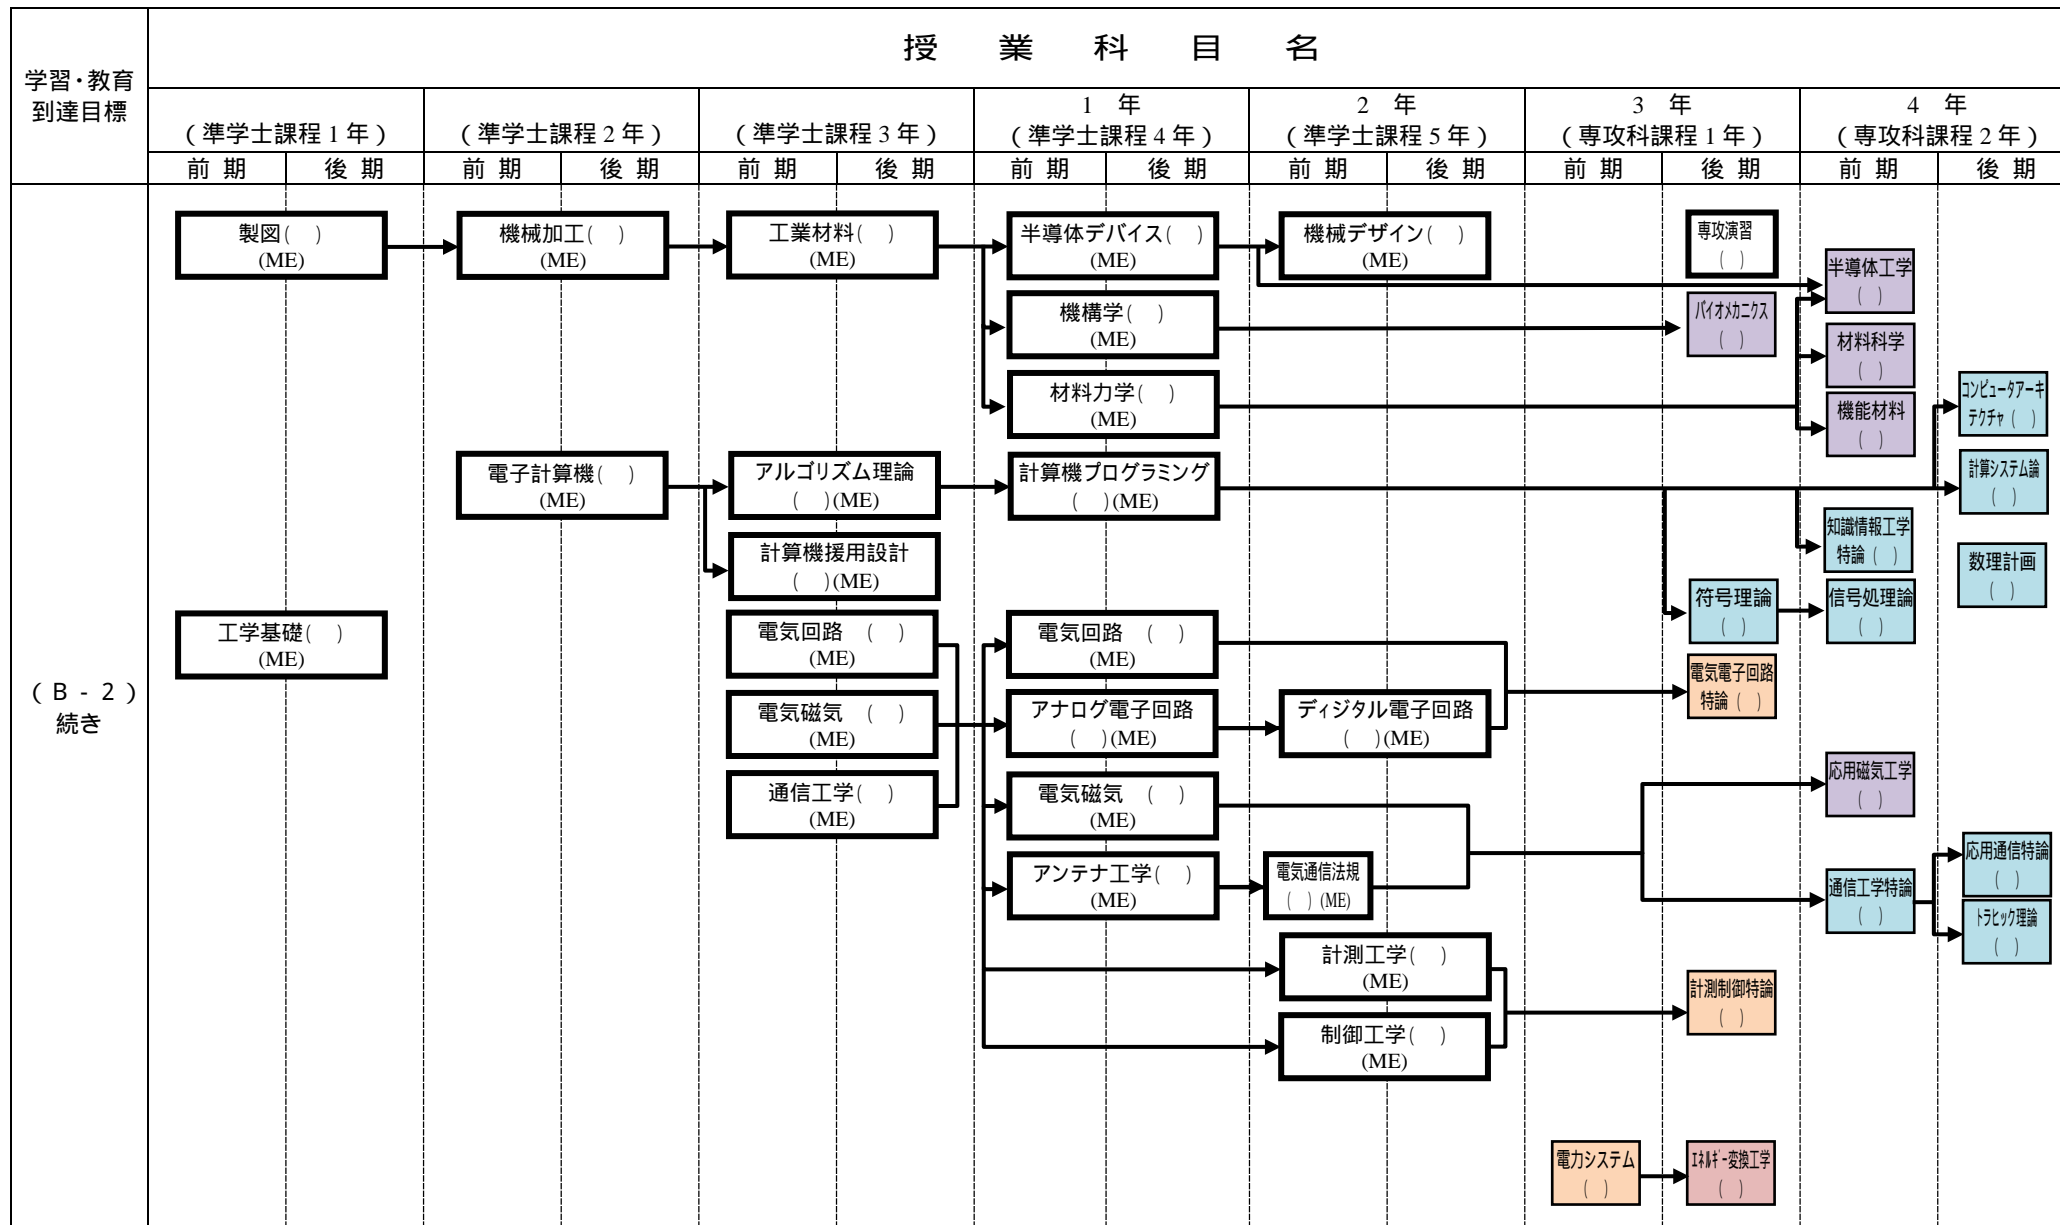 授 業 科 目 名
学習・教育
到達目標
(準学士課程 1 年)
(準学士課程 2 年)
(準学士課程 3 年)
1 年
(準学士課程 4 年)
2 年
(準学士課程 5 年)
3 年
(専攻科課程 1 年)
4 年
(専攻科課程 2 年)
前 期
後 期
前 期
後 期
前 期
後 期
前 期
後 期
前 期
後 期
前 期
後 期
前 期
後 期
(B-2)
続き
製図( )
(ME)
機械加工( )
(ME)
工業材料( )
(ME)
半導体デバイス( )
(ME)
機械デザイン( )
(ME)
専攻演習
( )
半導体工学
( )
機構学( )
(ME)
バイオメカニクス
( )
材料科学
( )
材料力学( )
(ME)
機能材料
( )
コンピュータアーキ
テクチャ( )
電子計算機( )
(ME)
アルゴリズム理論
( )(ME)
計算機プログラミング
( )(ME)
計算システム論
( )
計算機援用設計
( )(ME)
知識情報工学
特論( )
数理計画
( )
工学基礎( )
(ME)
電気回路 ( )
(ME)
電気回路 ( )
(ME)
符号理論
( )
信号処理論
( )
電気磁気 ( )
(ME)
アナログ電子回路
( )(ME)
ディジタル電子回路
( )(ME)
電気電子回路
特論( )
通信工学( )
(ME)
電気磁気 ( )
(ME)
応用磁気工学
( )
アンテナ工学( )
(ME)
電気通信法規
( )(ME)
通信工学特論
( )
応用通信特論
( )
トラヒック理論
( )
計測工学( )
(ME)
計測制御特論
( )
制御工学( )
(ME)
電力システム
( )
エネルギー変換工学
( )